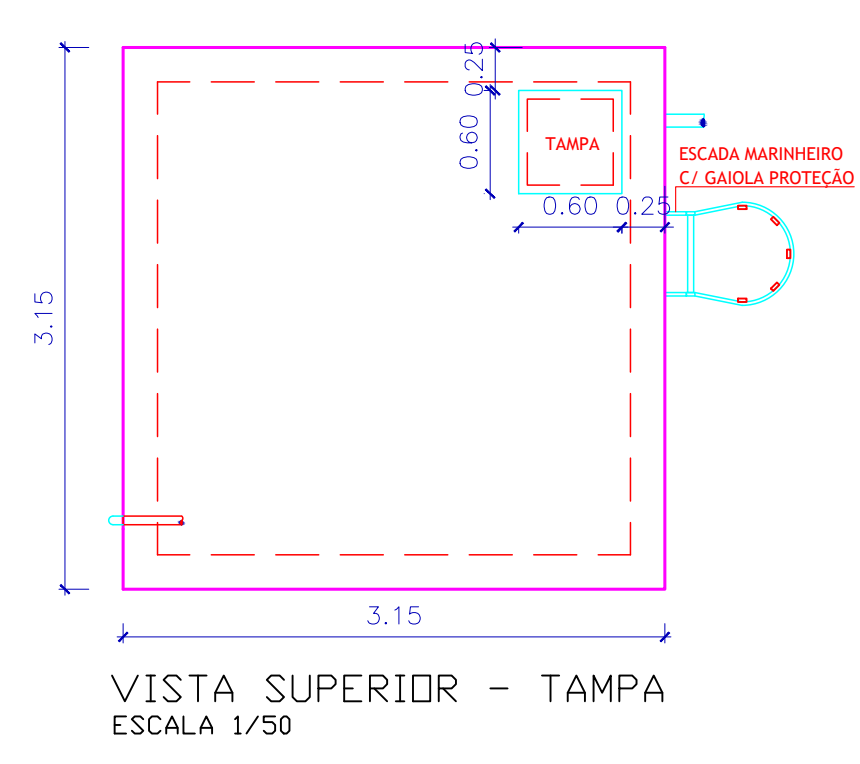 0.25
0.60
TAMPA
ESCADA MARINHEIRO
C/ GAIOLA PROTEÇÃO
0.60
0.25
3.15
3.15
VISTA SUPERIOR - TAMPA
ESCALA 1/50